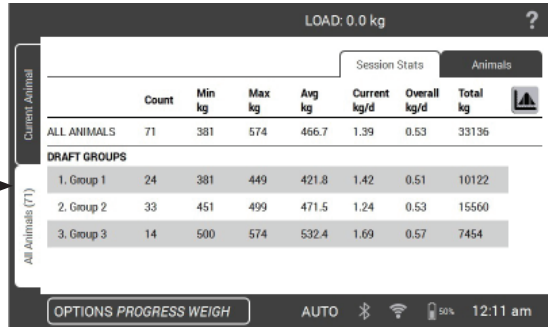 LOAD: 0.0 kg ?
Session Stats Animals
Current Animal
All Animals (71)
Count Min kg Max kg Avg kg Current kg/d Overall kg/d Total kg
ALL ANIMALS 71 381 574 466.7 1.39 0.53 33136
DRAFT GROUPS
1. Group 1 24 381 449 421.8 1.42 0.51 10122
2. Group 2 33 451 499 471.5 1.24 0.53 15560
3. Group 3 14 500 574 532.4 1.69 0.57 7454
OPTIONS PROGRESS WEIGH AUTO 50% 12:11 am